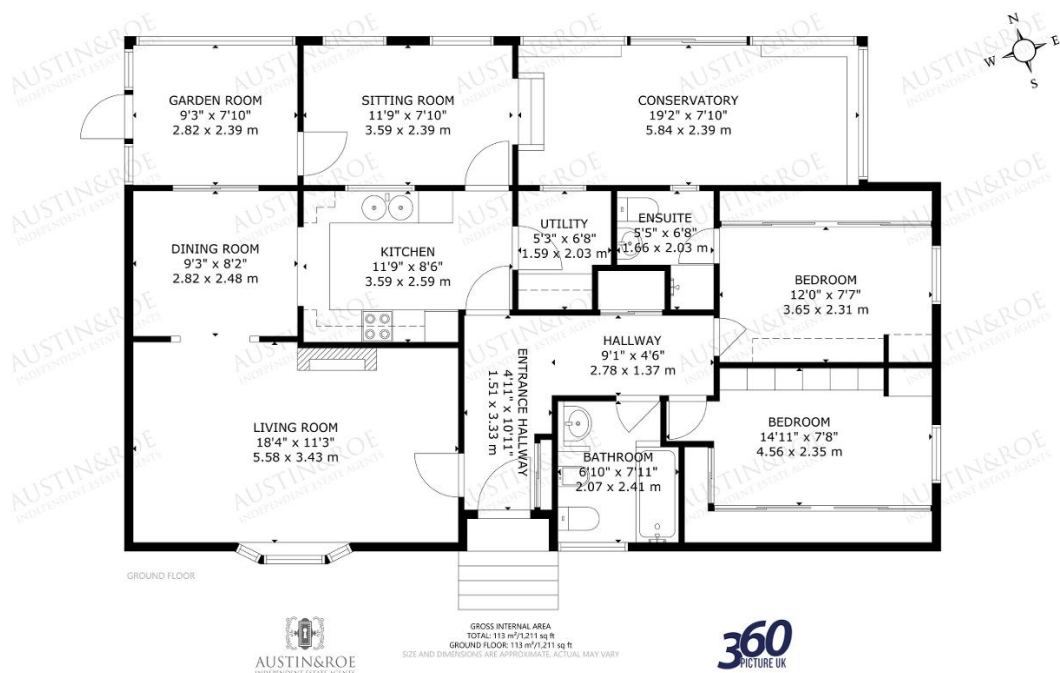 N
W
E
S
GARDEN ROOM
9'3" x 7'10"
2.82 x 2.39 m
SITTING ROOM
11'9" x 7'10"
3.59 x 2.39 m
CONSERVATORY
19'2" x 7'10"
5.84 x 2.39 m
DINING ROOM
9'3" x 8'2"
2.82 x 2.48 m
KITCHEN
11'9" x 8'6"
3.59 x 2.59 m
UTILITY
5'3" x 6'8"
1.59 x 2.03 m
ENSUITE
5'5" x 6'8"
1.66 x 2.03 m
BEDROOM
12'0" x 7'7"
3.65 x 2.31 m
HALLWAY
9'1" x 4'6"
2.78 x 1.37 m
ENTRANCE HALLWAY
4'11" x 10'11"
1.51 x 3.33 m
LIVING ROOM
18'4" x 11'3"
5.58 x 3.43 m
BATHROOM
6'10" x 7'11"
2.07 x 2.41 m
BEDROOM
14'11" x 7'8"
4.56 x 2.35 m
GROUND FLOOR
AUSTIN&ROE
INDEPENDENT ESTATE AGENTS
GROSS INTERNAL AREA
TOTAL: 113 m²/1,211 sq ft
GROUND FLOOR: 113 m²/1,211 sq ft
SIZE AND DIMENSIONS ARE APPROXIMATE, ACTUAL MAY VARY
360
PICTURE UK